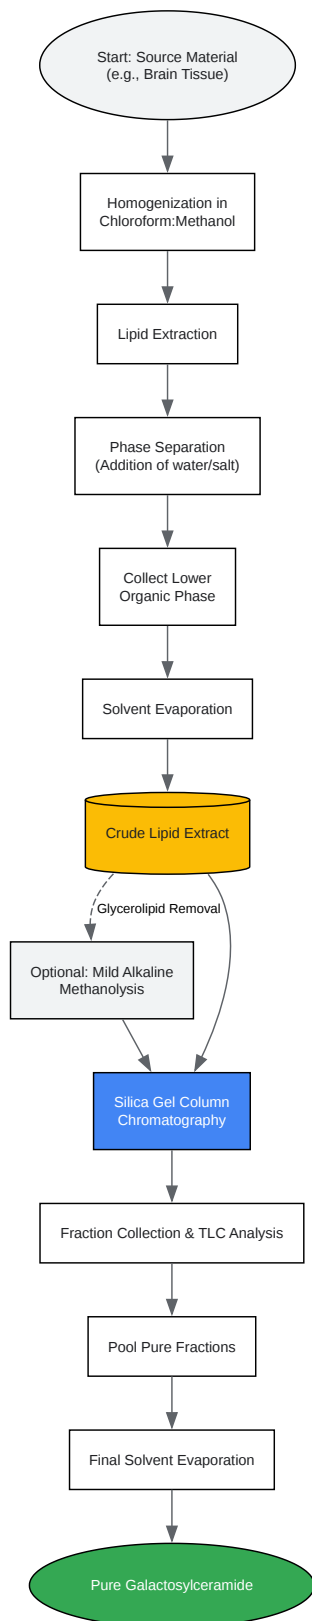 Start: Source Material
(e.g., Brain Tissue)
Homogenization in
Chloroform:Methanol
Lipid Extraction
Phase Separation
(Addition of water/salt)
Collect Lower
Organic Phase
Solvent Evaporation
Crude Lipid Extract
Glycerolipid Removal
Optional: Mild Alkaline
Methanolysis
Silica Gel Column
Chromatography
Fraction Collection & TLC Analysis
Pool Pure Fractions
Final Solvent Evaporation
Pure Galactosylceramide